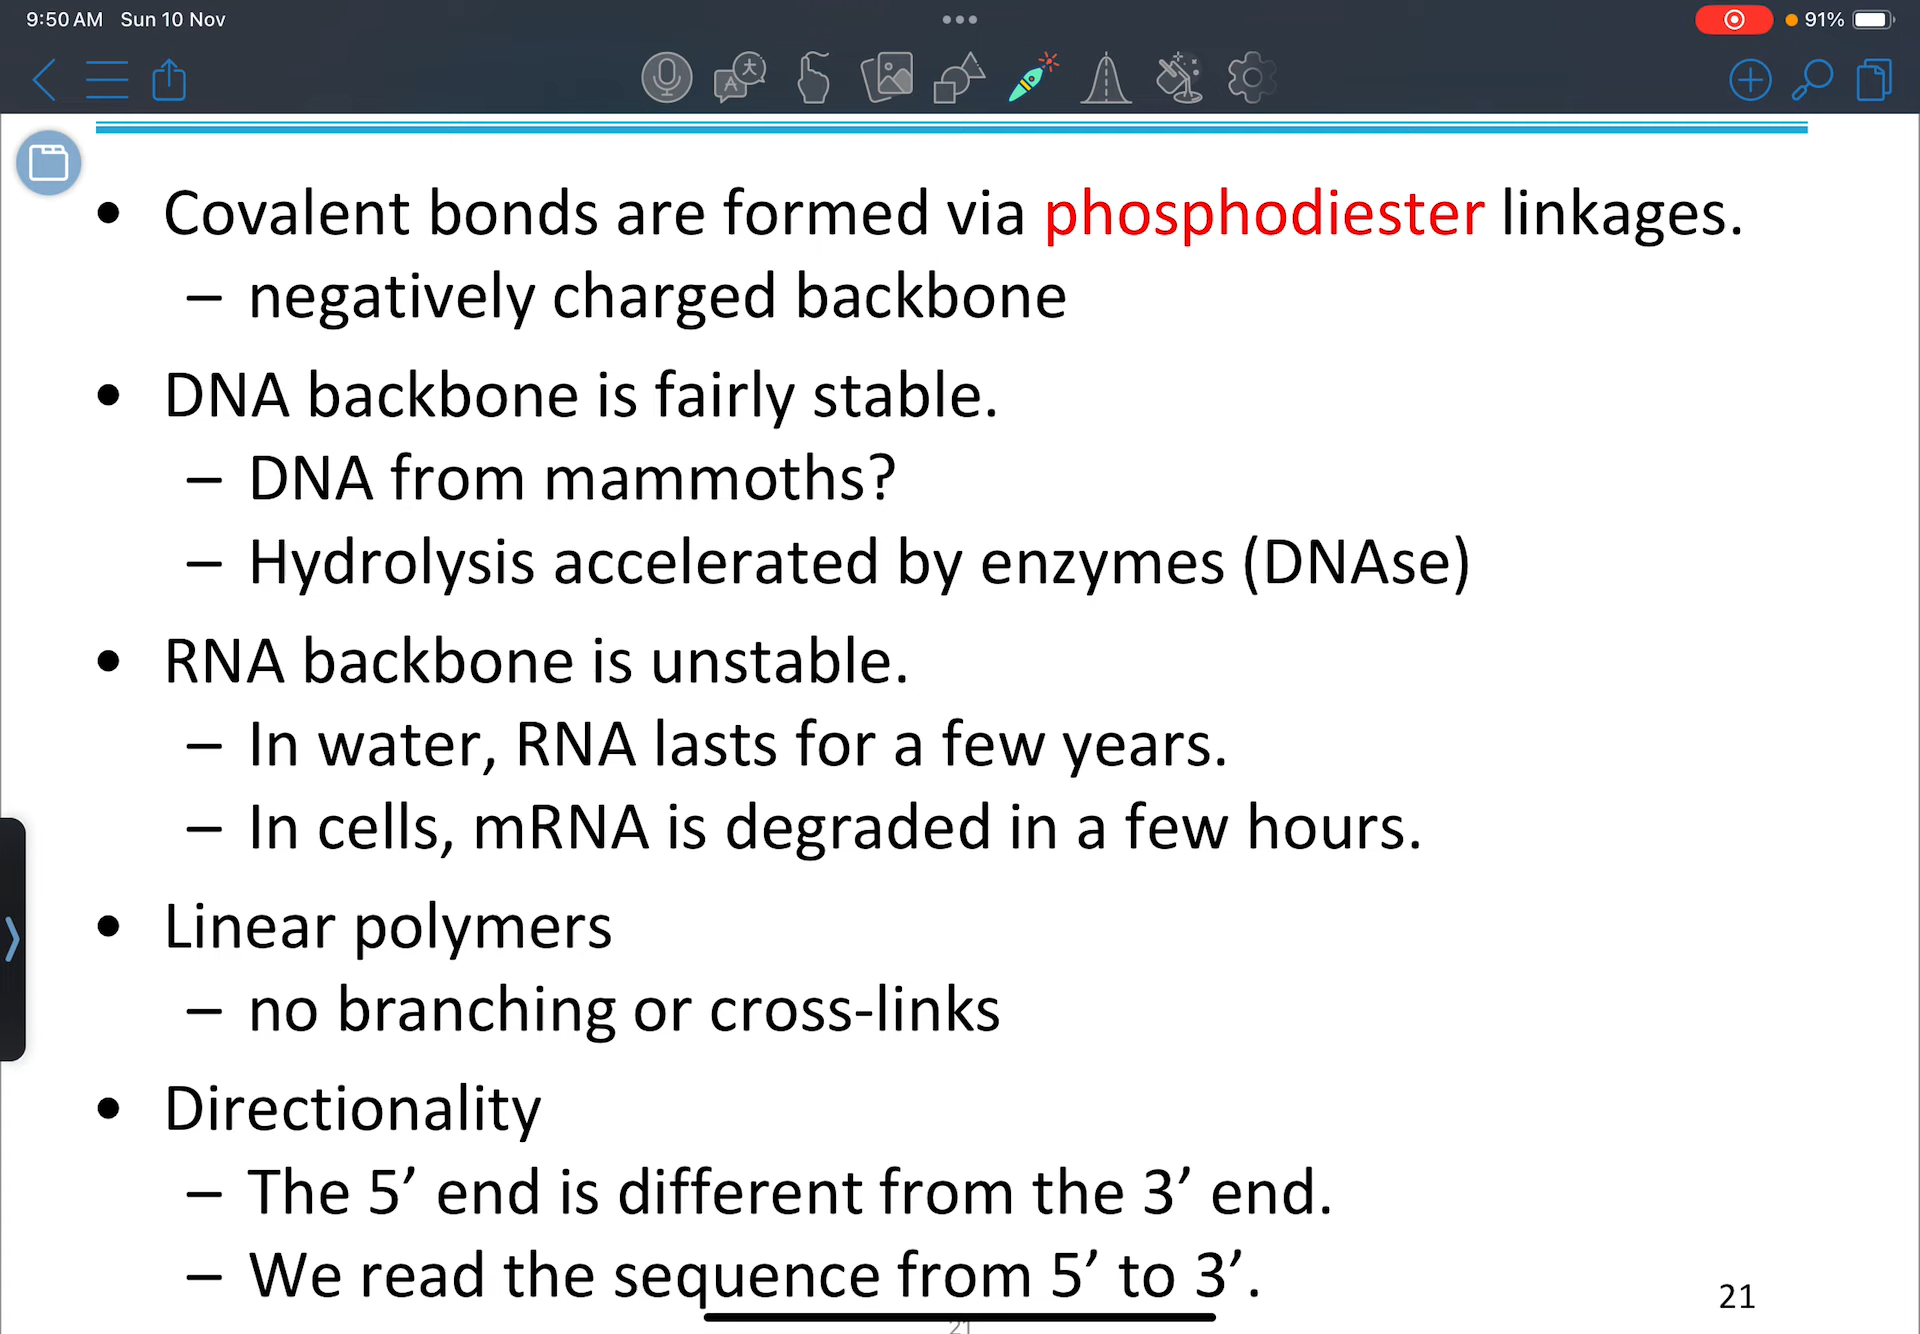 9:50 AM Sun 10 Nov
91%
• Covalent bonds are formed via phosphodiester linkages.
– negatively charged backbone
• DNA backbone is fairly stable.
– DNA from mammoths?
– Hydrolysis accelerated by enzymes (DNAse)
• RNA backbone is unstable.
– In water, RNA lasts for a few years.
– In cells, mRNA is degraded in a few hours.
• Linear polymers
– no branching or cross-links
• Directionality
– The 5’ end is different from the 3’ end.
– We read the sequence from 5’ to 3’.
21
21